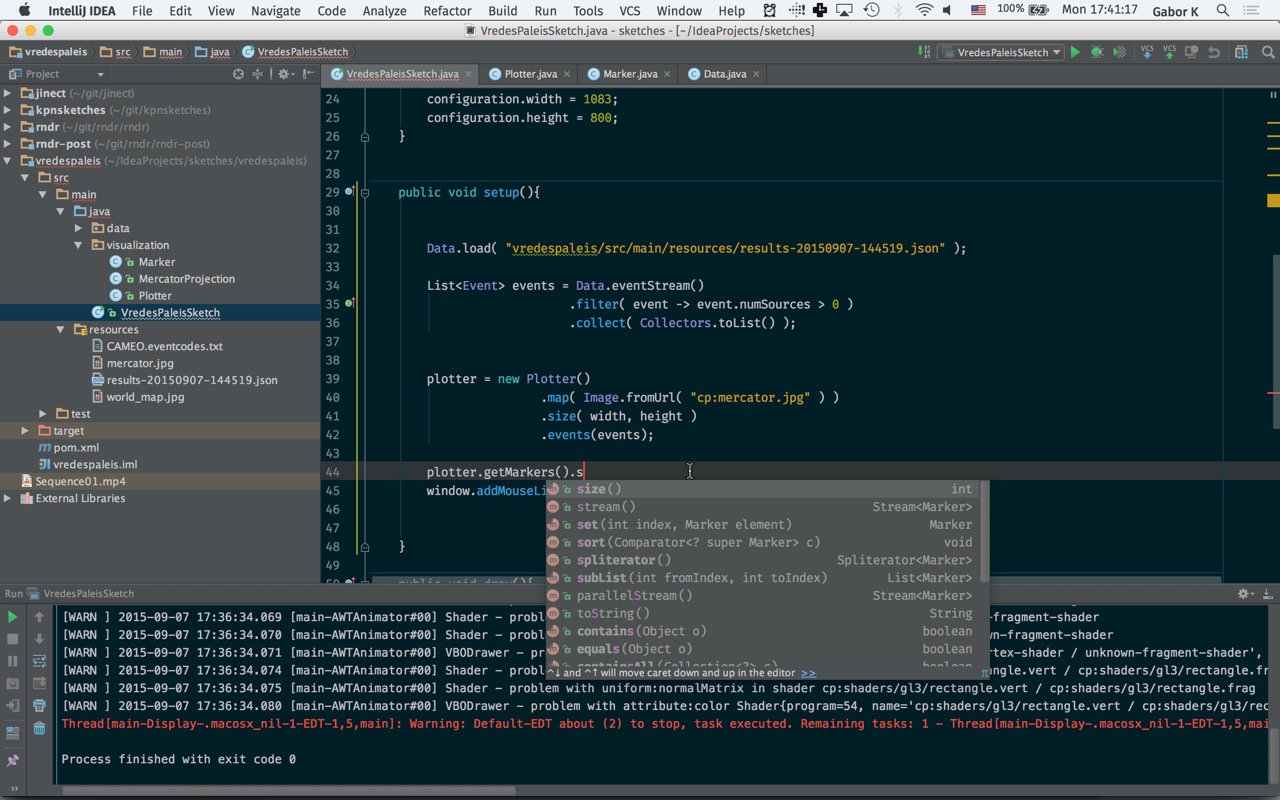 IntelliJ IDEA File Edit View Navigate Code Analyze Refactor Build Run Tools VCS Window Help 100% Mon 17:41:17 Gabor K
VredesPaleisSketch.java - sketches - [~/IdeaProjects/sketches]
vredespaleis src main java VredesPaleisSketch VredesPaleisSketch VCS VCS
Project VredesPaleisSketch.java Plotter.java Marker.java Data.java
jinect (~/git/jinect)
kpnsketches (~/git/kpnsketches)
rndr (~/git/rndr/rndr)
rndr-post (~/git/rndr/rndr-post)
vredespaleis (~/IdeaProjects/sketches/vredespaleis)
src
main
java
data
visualization
Marker
MercatorProjection
Plotter
VredesPaleisSketch
resources
CAMEO.eventcodes.txt
mercator.jpg
results-20150907-144519.json
world_map.jpg
test
target
pom.xml
vredespaleis.iml
Sequence01.mp4
External Libraries
24 configuration.width = 1083;
25 configuration.height = 800;
26 }
27
28
29 public void setup(){
30
31
32 Data.load( "vredespaleis/src/main/resources/results-20150907-144519.json" );
33
34 List<Event> events = Data.eventStream()
35 .filter( event -> event.numSources > 0 )
36 .collect( Collectors.toList() );
37
38
39 plotter = new Plotter()
40 .map( Image.fromUrl( "cp:mercator.jpg" ) )
41 .size( width, height )
42 .events(events);
43
44 plotter.getMarkers().s
45 window.addMouseLi
46
47
48 }
public void draw(){
size() int
stream() Stream<Marker>
set(int index, Marker element) Marker
sort(Comparator<? super Marker> c) void
spliterator() Spliterator<Marker>
subList(int fromIndex, int toIndex) List<Marker>
parallelStream() Stream<Marker>
toString() String
contains(Object o) boolean
equals(Object o) boolean
containsAll(Collection<?> c) boolean
^↓ and ^↑ will move caret down and up in the editor >> π
Run VredesPaleisSketch
[WARN ] 2015-09-07 17:36:34.069 [main-AWTAnimator#00] Shader - probl -fragment-shader
[WARN ] 2015-09-07 17:36:34.070 [main-AWTAnimator#00] Shader - probl own-fragment-shader
[WARN ] 2015-09-07 17:36:34.071 [main-AWTAnimator#00] VBODrawer - pr rtex-shader / unknown-fragment-shader',
[WARN ] 2015-09-07 17:36:34.074 [main-AWTAnimator#00] Shader - probl angle.vert / cp:shaders/gl3/rectangle.f
[WARN ] 2015-09-07 17:36:34.075 [main-AWTAnimator#00] Shader - problem with uniform:normalMatrix in shader cp:shaders/gl3/rectangle.vert / cp:shaders/gl3/rectangle.frag
[WARN ] 2015-09-07 17:36:34.080 [main-AWTAnimator#00] VBODrawer - problem with attribute:color Shader{program=54, name='cp:shaders/gl3/rectangle.vert / cp:shaders/gl3/rec
Thread[main-Display-.macosx_nil-1-EDT-1,5,main]: Warning: Default-EDT about (2) to stop, task executed. Remaining tasks: 1 - Thread[main-Display-.macosx_nil-1-EDT-1,5,mai
Process finished with exit code 0